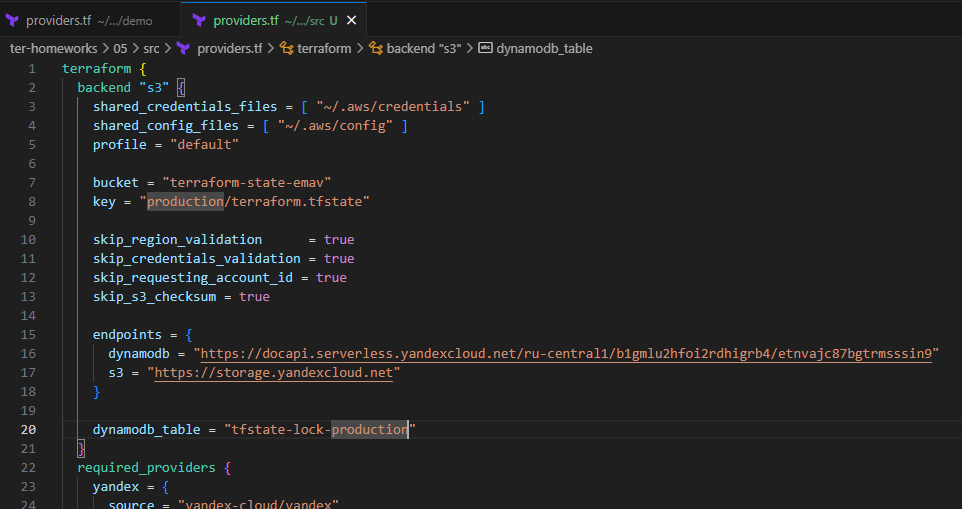 providers.tf ~/.../demo
providers.tf ~/.../src U
ter-homeworks > 05 > src > providers.tf > terraform > backend "s3" > dynamodb_table
1 terraform {
2 backend "s3" {
3 shared_credentials_files = [ "~/.aws/credentials" ]
4 shared_config_files = [ "~/.aws/config" ]
5 profile = "default"
6
7 bucket = "terraform-state-emav"
8 key = "production/terraform.tfstate"
9
10 skip_region_validation      = true
11 skip_credentials_validation = true
12 skip_requesting_account_id = true
13 skip_s3_checksum = true
14
15 endpoints = {
16 dynamodb = "https://docapi.serverless.yandexcloud.net/ru-central1/b1gmlu2hfoi2rdhigrb4/etnvajc87bgtrmsssin9"
17 s3 = "https://storage.yandexcloud.net"
18 }
19
20 dynamodb_table = "tfstate-lock-production"
21 }
22 required_providers {
23 yandex = {
24 source = "yandex-cloud/yandex"